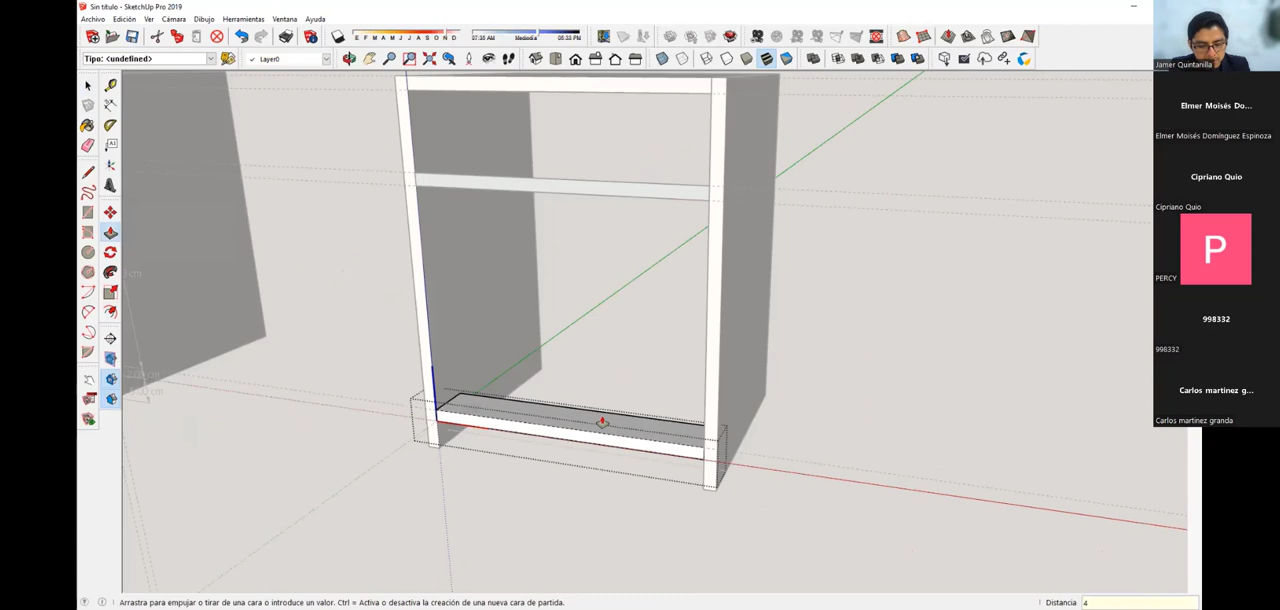 Sin título - SketchUp Pro 2019
Archivo Edición Ver Cámara Dibujo Herramientas Ventana Ayuda
E F M A M J J A S O N D
07:35 AM Mediodía 05:33 PM
Tipo: <undefined>
Layer0
Jamer Quintanilla
Elmer Moisés Do...
Elmer Moisés Domínguez Espinoza
Cipriano Quio
Cipriano Quio
P
PERCY
998332
998332
Carlos martinez g...
Carlos martinez granda
Arrastra para empujar o tirar de una cara o introduce un valor. Ctrl = Activa o desactiva la creación de una nueva cara de partida.
Distancia 4